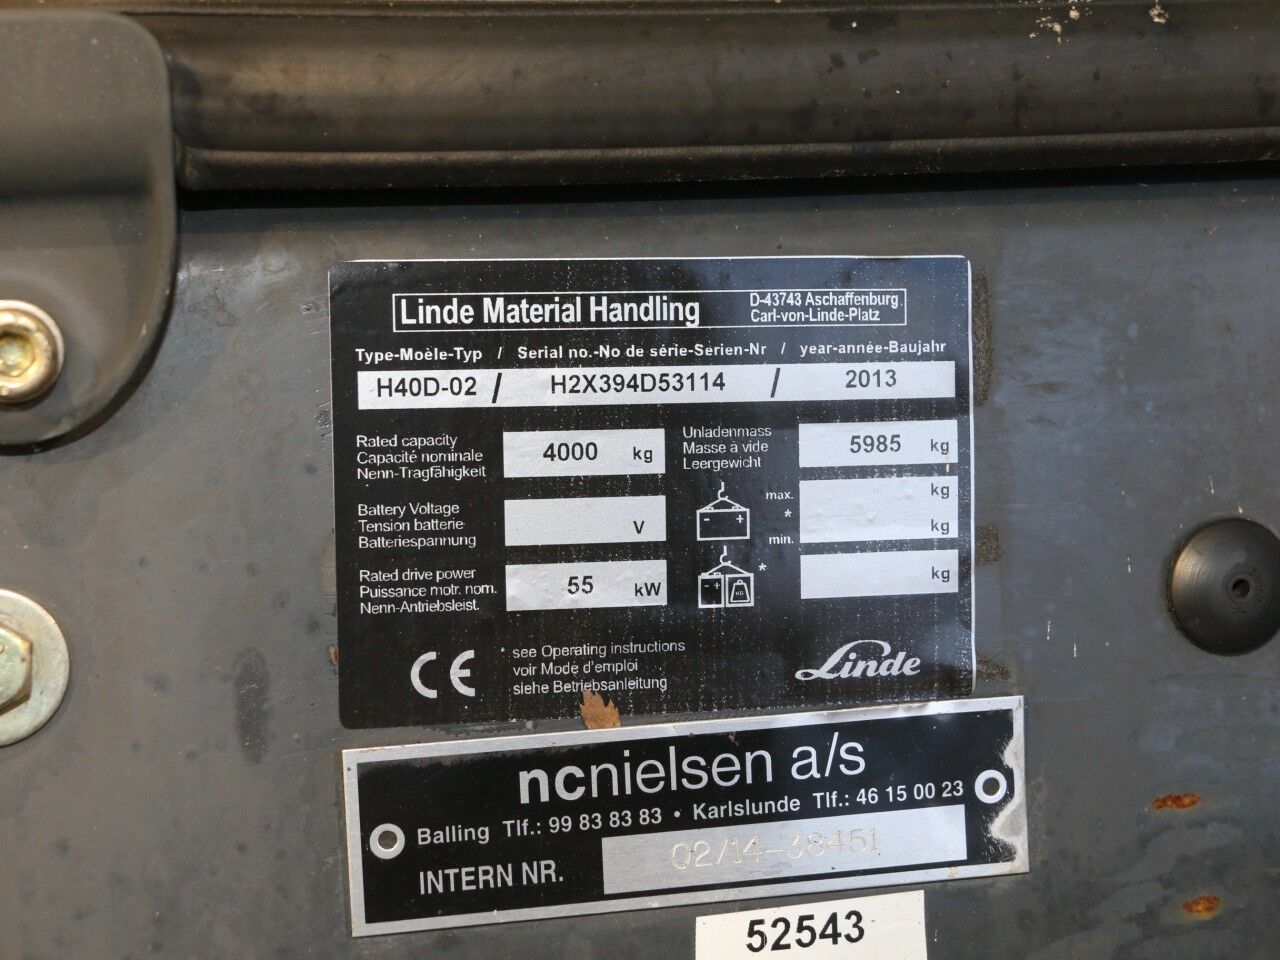 Linde Material Handling
D-43743 Aschaffenburg
Carl-von-Linde-Platz
Type-Moèle-Typ / Serial no.-No de série-Serien-Nr / year-année-Baujahr
H40D-02 / H2X394D53114 / 2013
Rated capacity
Capacité nominale
Nenn-Tragfähigkeit
4000 kg
Unladenmass
Masse à vide
Leergewicht
5985 kg
Battery Voltage
Tension batterie
Batteriespannung
V
- +
max. kg
*
min. kg
Rated drive power
Puissance motr. nom.
Nenn-Antriebsleist.
55 kW
- + KG * kg
CE
* see Operating instructions
voir Mode d'emploi
siehe Betriebsanleitung
Linde
ncnielsen a/s
Balling Tlf.: 99 83 83 83 • Karlslunde Tlf.: 46 15 00 23
INTERN NR. 02/14-38451
52543